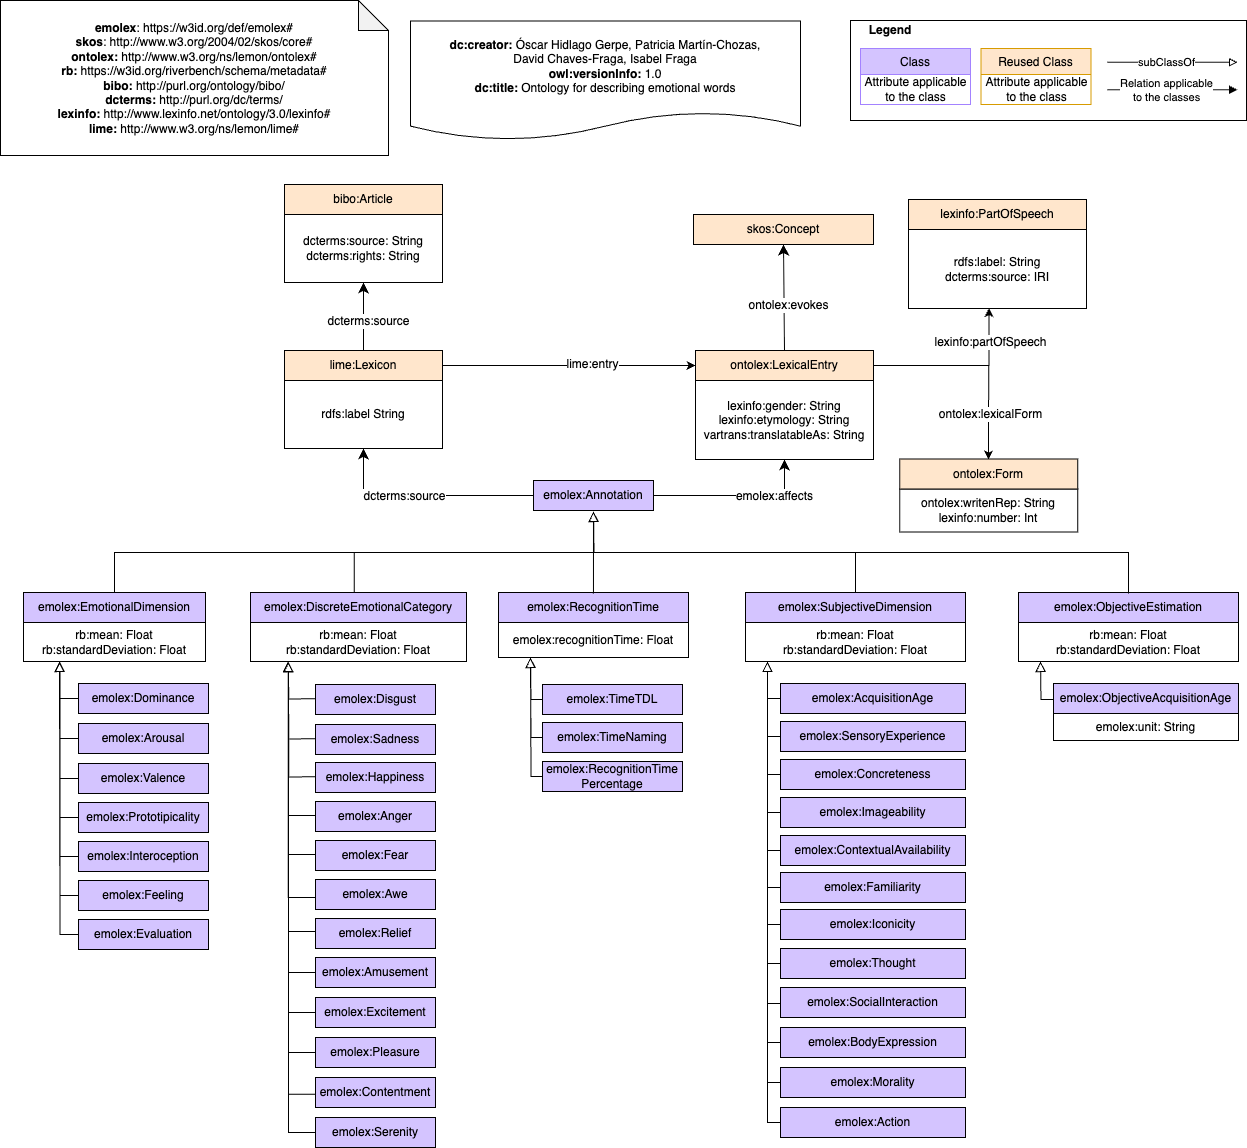 emolex: https://w3id.org/def/emolex#
skos: http://www.w3.org/2004/02/skos/core#
ontolex: http://www.w3.org/ns/lemon/ontolex#
rb: https://w3id.org/riverbench/schema/metadata#
bibo: http://purl.org/ontology/bibo/
dcterms: http://purl.org/dc/terms/
lexinfo: http://www.lexinfo.net/ontology/3.0/lexinfo#
lime: http://www.w3.org/ns/lemon/lime#
dc:creator: Óscar Hidlago Gerpe, Patricia Martín-Chozas,
David Chaves-Fraga, Isabel Fraga
owl:versionInfo: 1.0
dc:title: Ontology for describing emotional words
Legend
Class
Attribute applicable
to the class
Reused Class
Attribute applicable
to the class
subClassOf
Relation applicable
to the classes
bibo:Article
dcterms:source: String
dcterms:rights: String
skos:Concept
lexinfo:PartOfSpeech
rdfs:label: String
dcterms:source: IRI
dcterms:source
ontolex:evokes
lexinfo:partOfSpeech
lime:Lexicon
rdfs:label String
lime:entry
ontolex:LexicalEntry
lexinfo:gender: String
lexinfo:etymology: String
vartrans:translatableAs: String
ontolex:lexicalForm
ontolex:Form
ontolex:writenRep: String
lexinfo:number: Int
dcterms:source
emolex:Annotation
emolex:affects
emolex:EmotionalDimension
rb:mean: Float
rb:standardDeviation: Float
emolex:Dominance
emolex:Arousal
emolex:Valence
emolex:Prototipicality
emolex:Interoception
emolex:Feeling
emolex:Evaluation
emolex:DiscreteEmotionalCategory
rb:mean: Float
rb:standardDeviation: Float
emolex:Disgust
emolex:Sadness
emolex:Happiness
emolex:Anger
emolex:Fear
emolex:Awe
emolex:Relief
emolex:Amusement
emolex:Excitement
emolex:Pleasure
emolex:Contentment
emolex:Serenity
emolex:RecognitionTime
emolex:recognitionTime: Float
emolex:TimeTDL
emolex:TimeNaming
emolex:RecognitionTime
Percentage
emolex:SubjectiveDimension
rb:mean: Float
rb:standardDeviation: Float
emolex:AcquisitionAge
emolex:SensoryExperience
emolex:Concreteness
emolex:Imageability
emolex:ContextualAvailability
emolex:Familiarity
emolex:Iconicity
emolex:Thought
emolex:SocialInteraction
emolex:BodyExpression
emolex:Morality
emolex:Action
emolex:ObjectiveEstimation
rb:mean: Float
rb:standardDeviation: Float
emolex:ObjectiveAcquisitionAge
emolex:unit: String